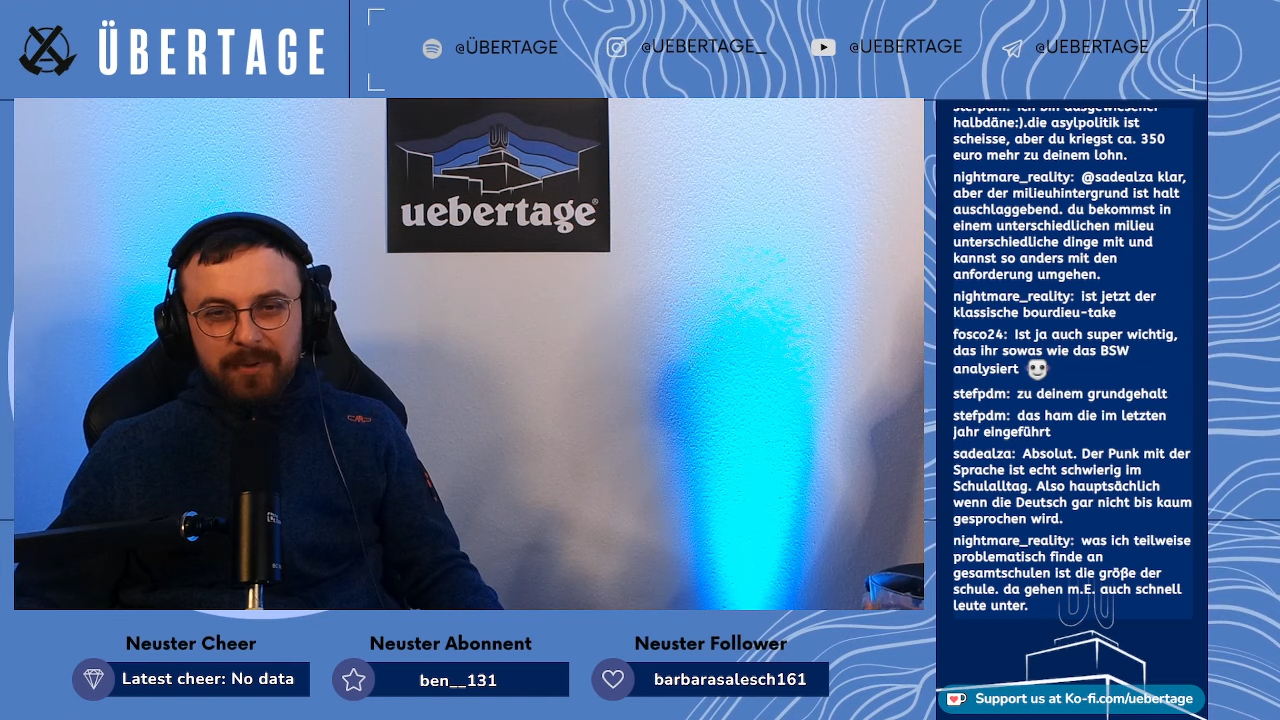 ÜBERTAGE
@ÜBERTAGE
@UEBERTAGE_
@UEBERTAGE
@UEBERTAGE
uebertage®
stefpdm: ich bin ausgewiesener
halbdäne:).die asylpolitik ist
scheisse, aber du kriegst ca. 350
euro mehr zu deinem lohn.
nightmare_reality: @sadealza klar,
aber der milieuhintergrund ist halt
auschlaggebend. du bekommst in
einem unterschiedlichen milieu
unterschiedliche dinge mit und
kannst so anders mit den
anforderung umgehen.
nightmare_reality: ist jetzt der
klassische bourdieu-take
fosco24: Ist ja auch super wichtig,
das ihr sowas wie das BSW
analysiert
stefpdm: zu deinem grundgehalt
stefpdm: das ham die im letzten
jahr eingeführt
sadealza: Absolut. Der Punk mit der
Sprache ist echt schwierig im
Schulalltag. Also hauptsächlich
wenn die Deutsch gar nicht bis kaum
gesprochen wird.
nightmare_reality: was ich teilweise
problematisch finde an
gesamtschulen ist die größe der
schule. da gehen m.E. auch schnell
leute unter.
Neuster Cheer
Latest cheer: No data
Neuster Abonnent
ben__131
Neuster Follower
barbarasalesch161
Support us at Ko-fi.com/uebertage